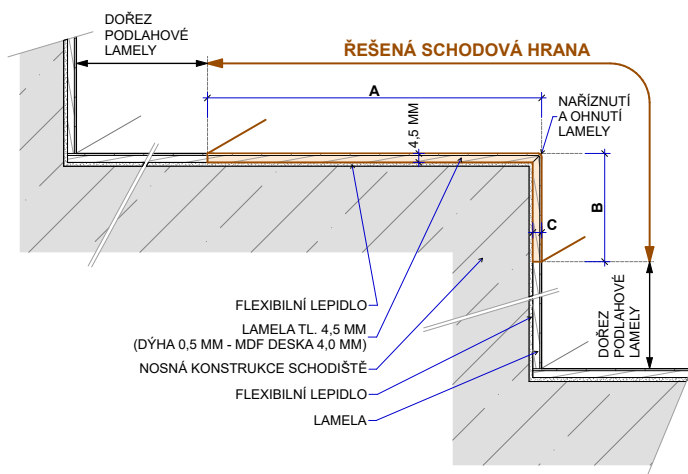 DOŘEZ
PODLAHOVÉ
LAMELY
ŘEŠENÁ SCHODOVÁ HRANA
A
NAŘÍZNUTÍ
A OHNUTÍ
LAMELY
4,5 MM
B
C
FLEXIBILNÍ LEPIDLO
LAMELA TL. 4,5 MM
(DÝHA 0,5 MM - MDF DESKA 4,0 MM)
NOSNÁ KONSTRUKCE SCHODIŠTĚ
FLEXIBILNÍ LEPIDLO
LAMELA
DOŘEZ
PODLAHOVÉ
LAMELY